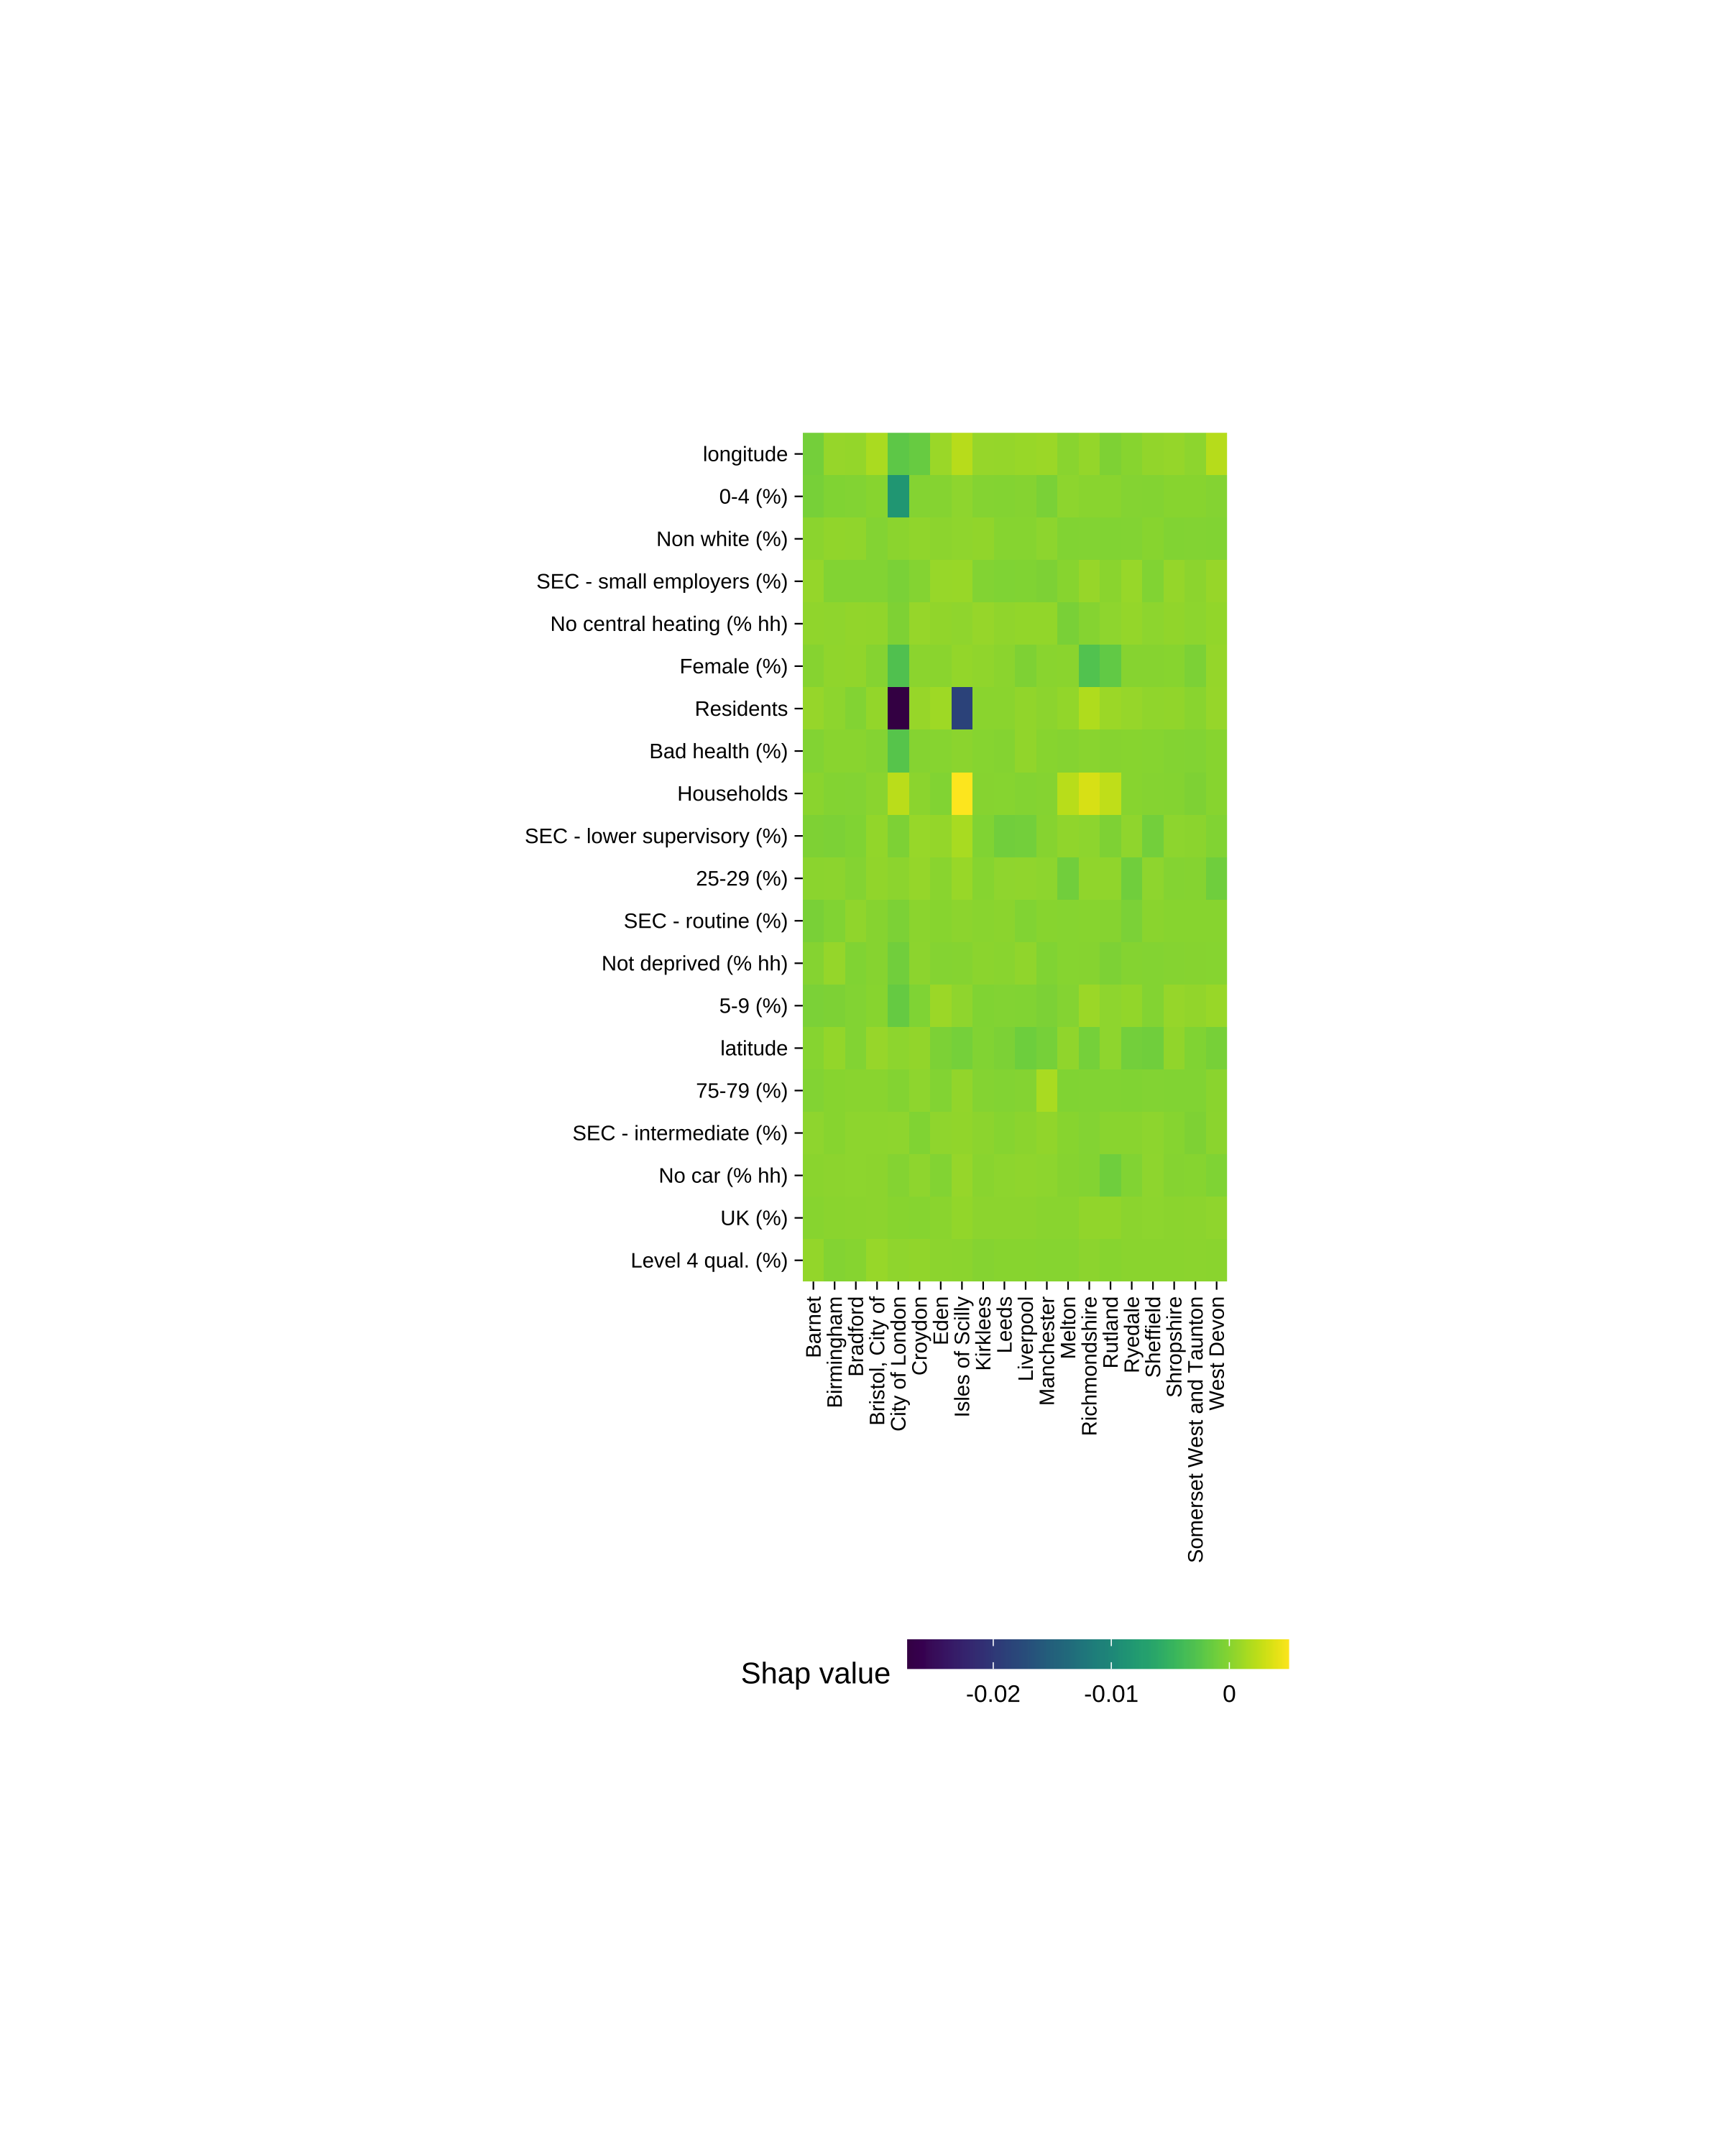 longitude
0-4 (%)
Non white (%)
SEC - small employers (%)
No central heating (% hh)
Female (%)
Residents
Bad health (%)
Households
SEC - lower supervisory (%)
25-29 (%)
SEC - routine (%)
Not deprived (% hh)
5-9 (%)
latitude
75-79 (%)
SEC - intermediate (%)
No car (% hh)
UK (%)
Level 4 qual. (%)
Barnet
Birmingham
Bradford
Bristol, City of
City of London
Croydon
Eden
Isles of Scilly
Kirklees
Leeds
Liverpool
Manchester
Melton
Richmondshire
Rutland
Ryedale
Sheffield
Shropshire
Somerset West and Taunton
West Devon
Shap value
-0.02
-0.01
0